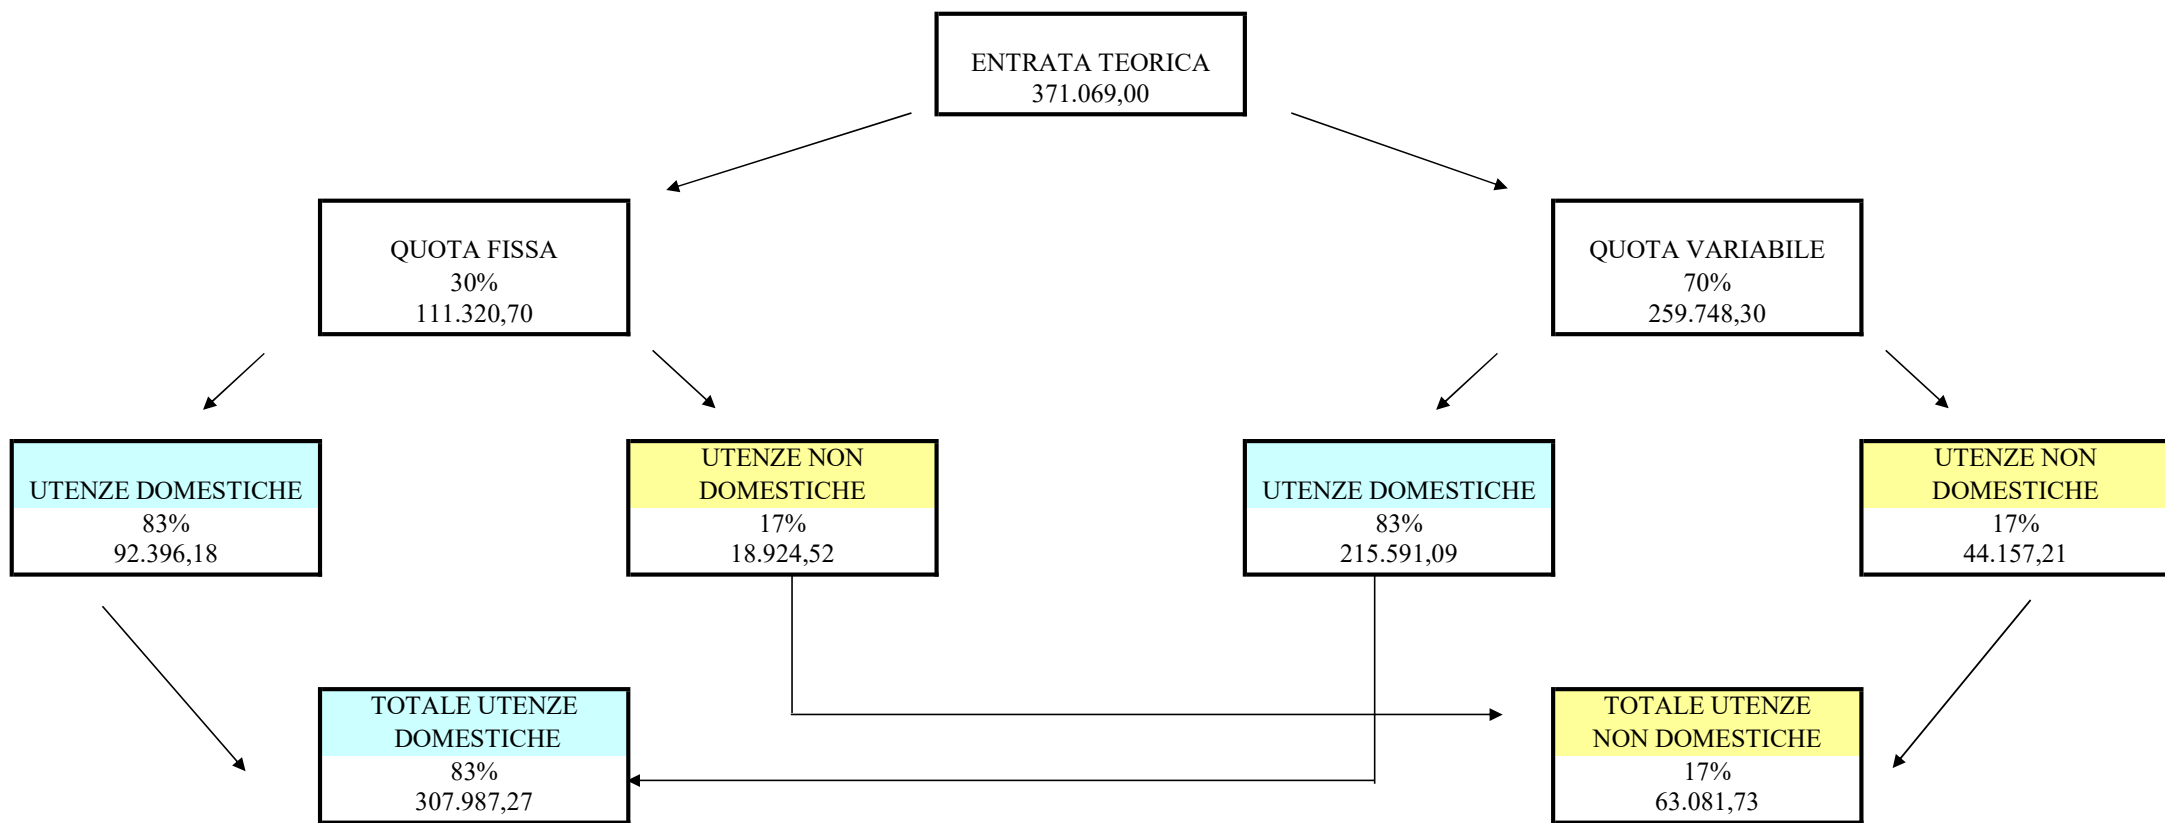 ENTRATA TEORICA
371.069,00
QUOTA FISSA
30%
111.320,70
QUOTA VARIABILE
70%
259.748,30
UTENZE DOMESTICHE
83%
92.396,18
UTENZE NON
DOMESTICHE
17%
18.924,52
UTENZE DOMESTICHE
83%
215.591,09
UTENZE NON
DOMESTICHE
17%
44.157,21
TOTALE UTENZE
DOMESTICHE
83%
307.987,27
TOTALE UTENZE
NON DOMESTICHE
17%
63.081,73